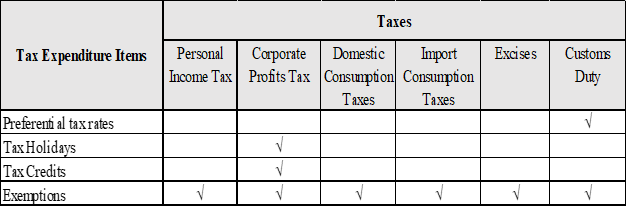 Taxes
Tax Expenditure Items
Personal Corporate Domestic Import Excises Customs
Income Tax Profits Tax Consumption Consumption Duty
Taxes Taxes
Preferential tax rates √
Tax Holidays √
Tax Credits √
Exemptions √ √ √ √ √ √